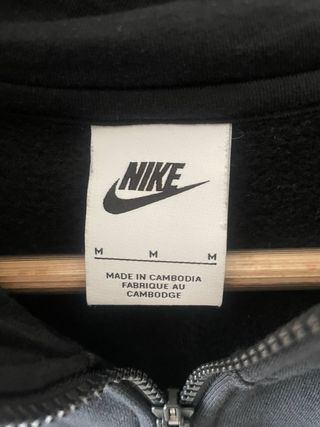 NIKE
M M M
MADE IN CAMBODIA
FABRIQUE AU
CAMBODGE